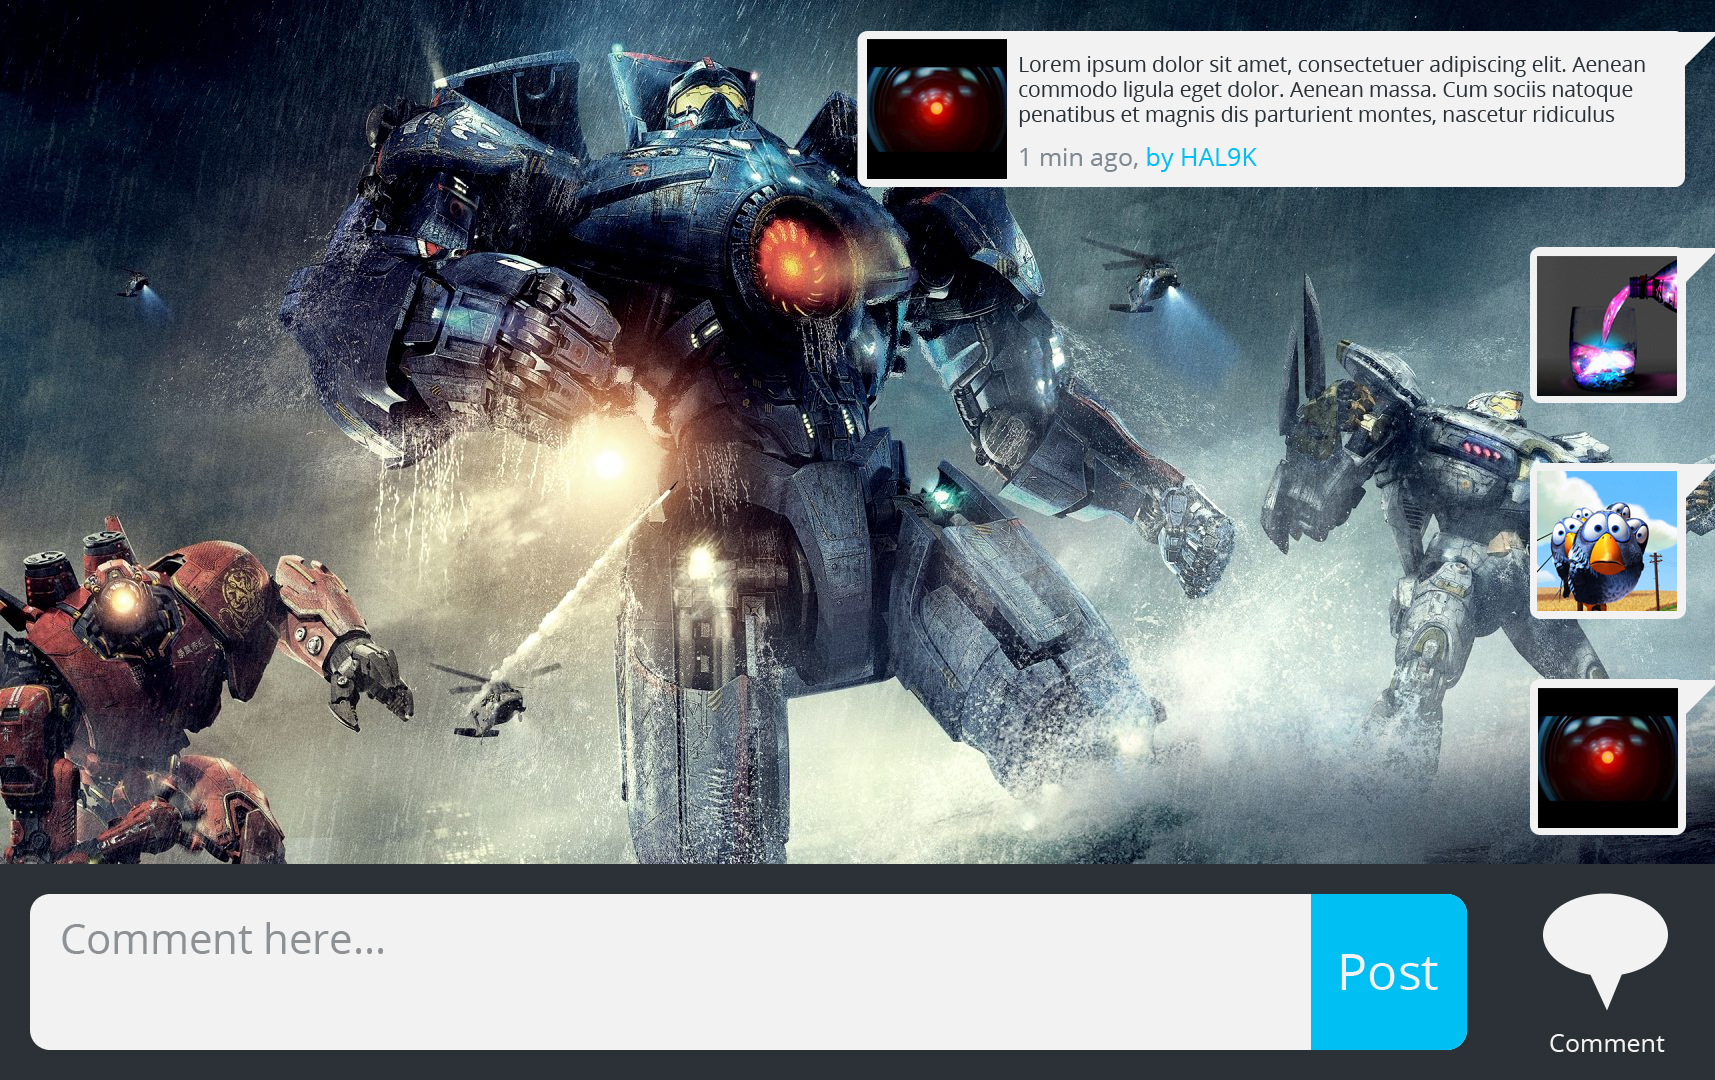 Lorem ipsum dolor sit amet, consectetuer adipiscing elit. Aenean
commodo ligula eget dolor. Aenean massa. Cum sociis natoque
penatibus et magnis dis parturient montes, nascetur ridiculus
1 min ago, by HAL9K
Comment here...
Post
Comment